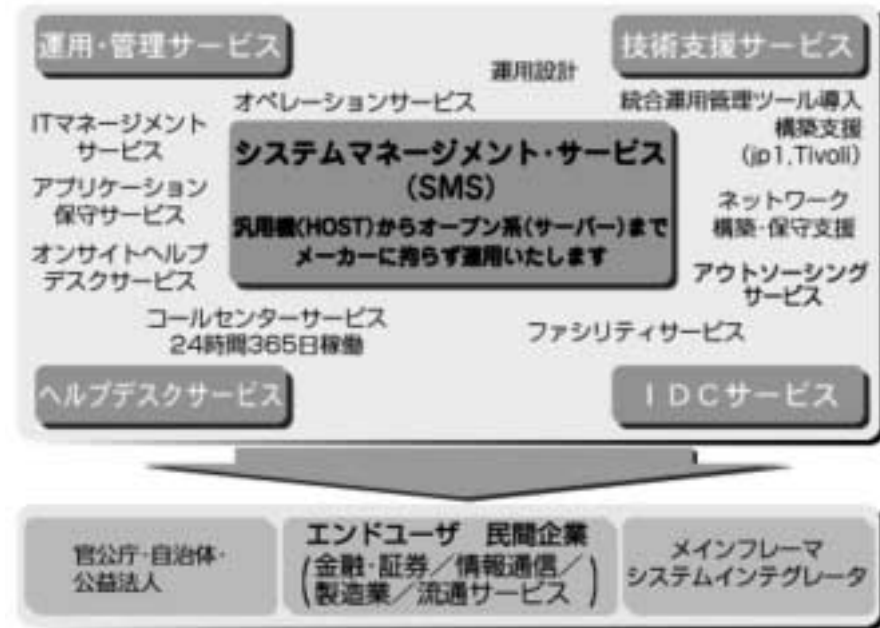 運用・管理サービス
技術支援サービス
運用設計
オペレーションサービス
統合運用管理ツール導入
構築支援
(jp1,Tivoli)
ITマネージメント
サービス
システムマネージメント・サービス
(SMS)
汎用機(HOST)からオープン系(サーバー)まで
メーカーに拘らず運用いたします
アプリケーション
保守サービス
ネットワーク
構築・保守支援
オンサイトヘルプ
デスクサービス
アウトソーシング
サービス
コールセンターサービス
24時間365日稼働
ファシリティサービス
ヘルプデスクサービス
IDCサービス
官公庁・自治体・
公益法人
エンドユーザ 民間企業
(金融・証券／情報通信／
製造業／流通サービス)
メインフレーマ
システムインテグレータ